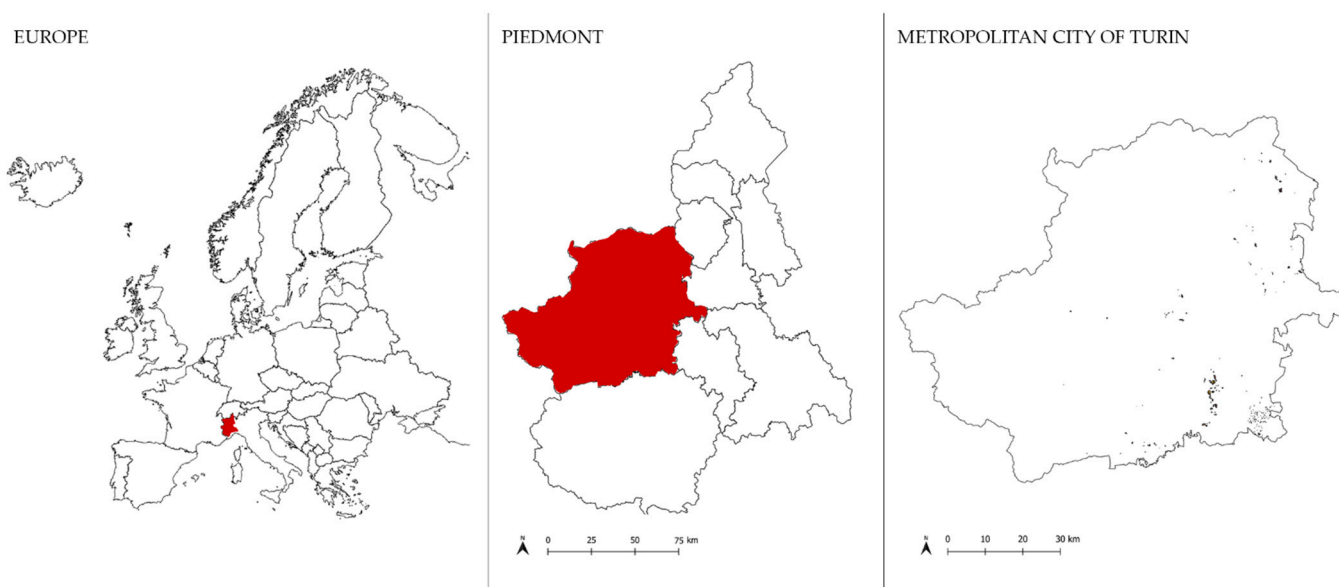 EUROPE
PIEDMONT
METROPOLITAN CITY OF TURIN
N
0 25 50 75 km
N
0 10 20 30 km